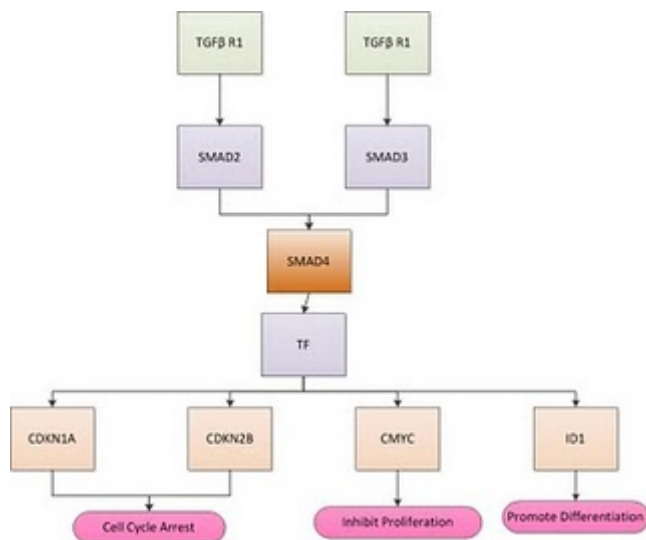 TGFβ R1
TGFβ R1
SMAD2
SMAD3
SMAD4
TF
CDKN1A
CDKN2B
CMYC
ID1
Cell Cycle Arrest
Inhibit Proliferation
Promote Differentiation